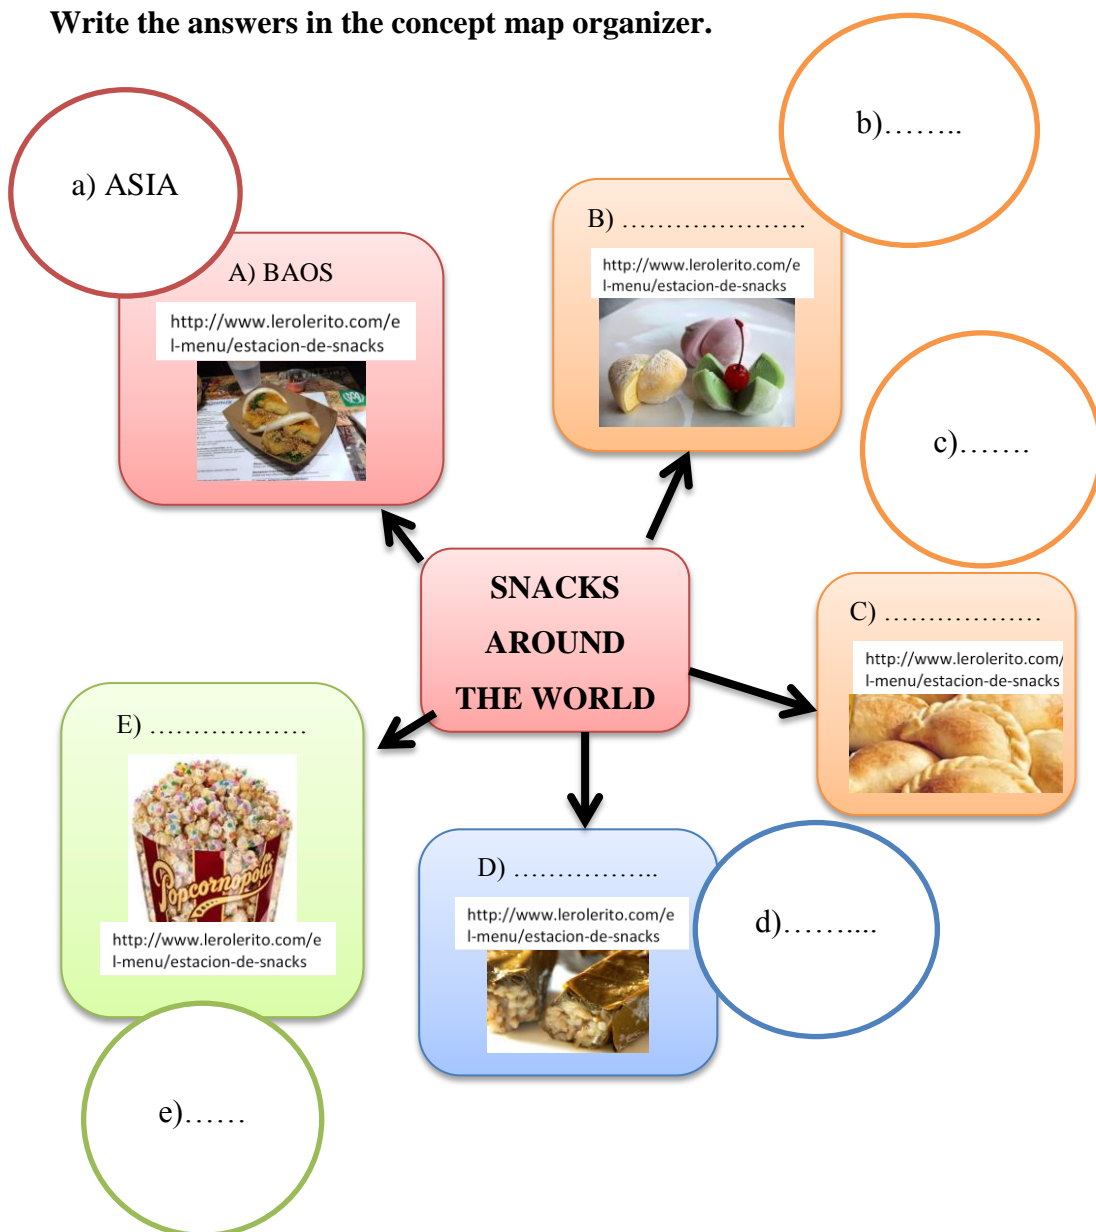 Write the answers in the concept map organizer.
a) ASIA
A) BAOS
http://www.lerolerito.com/e
l-menu/estacion-de-snacks
b)……..
B) …………………
http://www.lerolerito.com/e
l-menu/estacion-de-snacks
c)…….
C) ………………
http://www.lerolerito.com/
l-menu/estacion-de-snacks
SNACKS
AROUND
THE WORLD
E) ………………
Popcornopolis
http://www.lerolerito.com/e
l-menu/estacion-de-snacks
D) ……………..
http://www.lerolerito.com/e
l-menu/estacion-de-snacks
d)……....
e)……